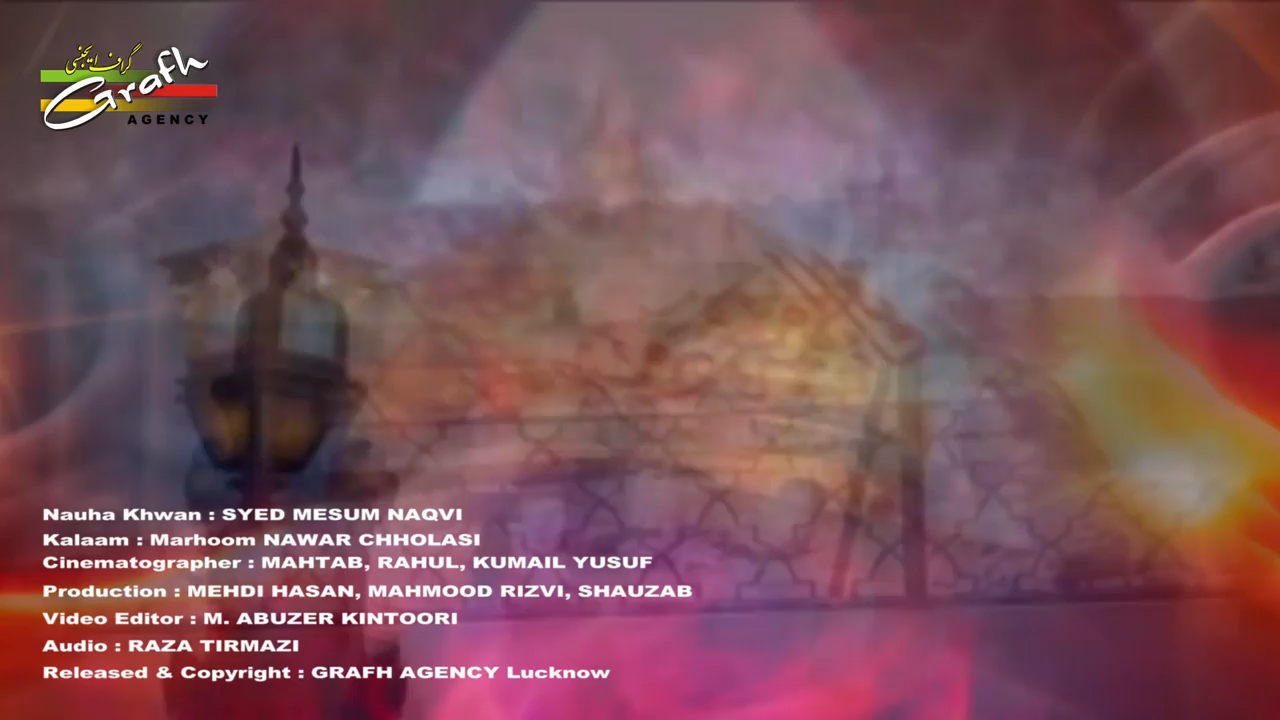 گراف ایجنسی
Grafh
AGENCY
Nauha Khwan : SYED MESUM NAQVI
Kalaam : Marhoom NAWAR CHHOLASI
Cinematographer : MAHTAB, RAHUL, KUMAIL YUSUF
Production : MEHDI HASAN, MAHMOOD RIZVI, SHAUZAB
Video Editor : M. ABUZER KINTOORI
Audio : RAZA TIRMAZI
Released & Copyright : GRAFH AGENCY Lucknow